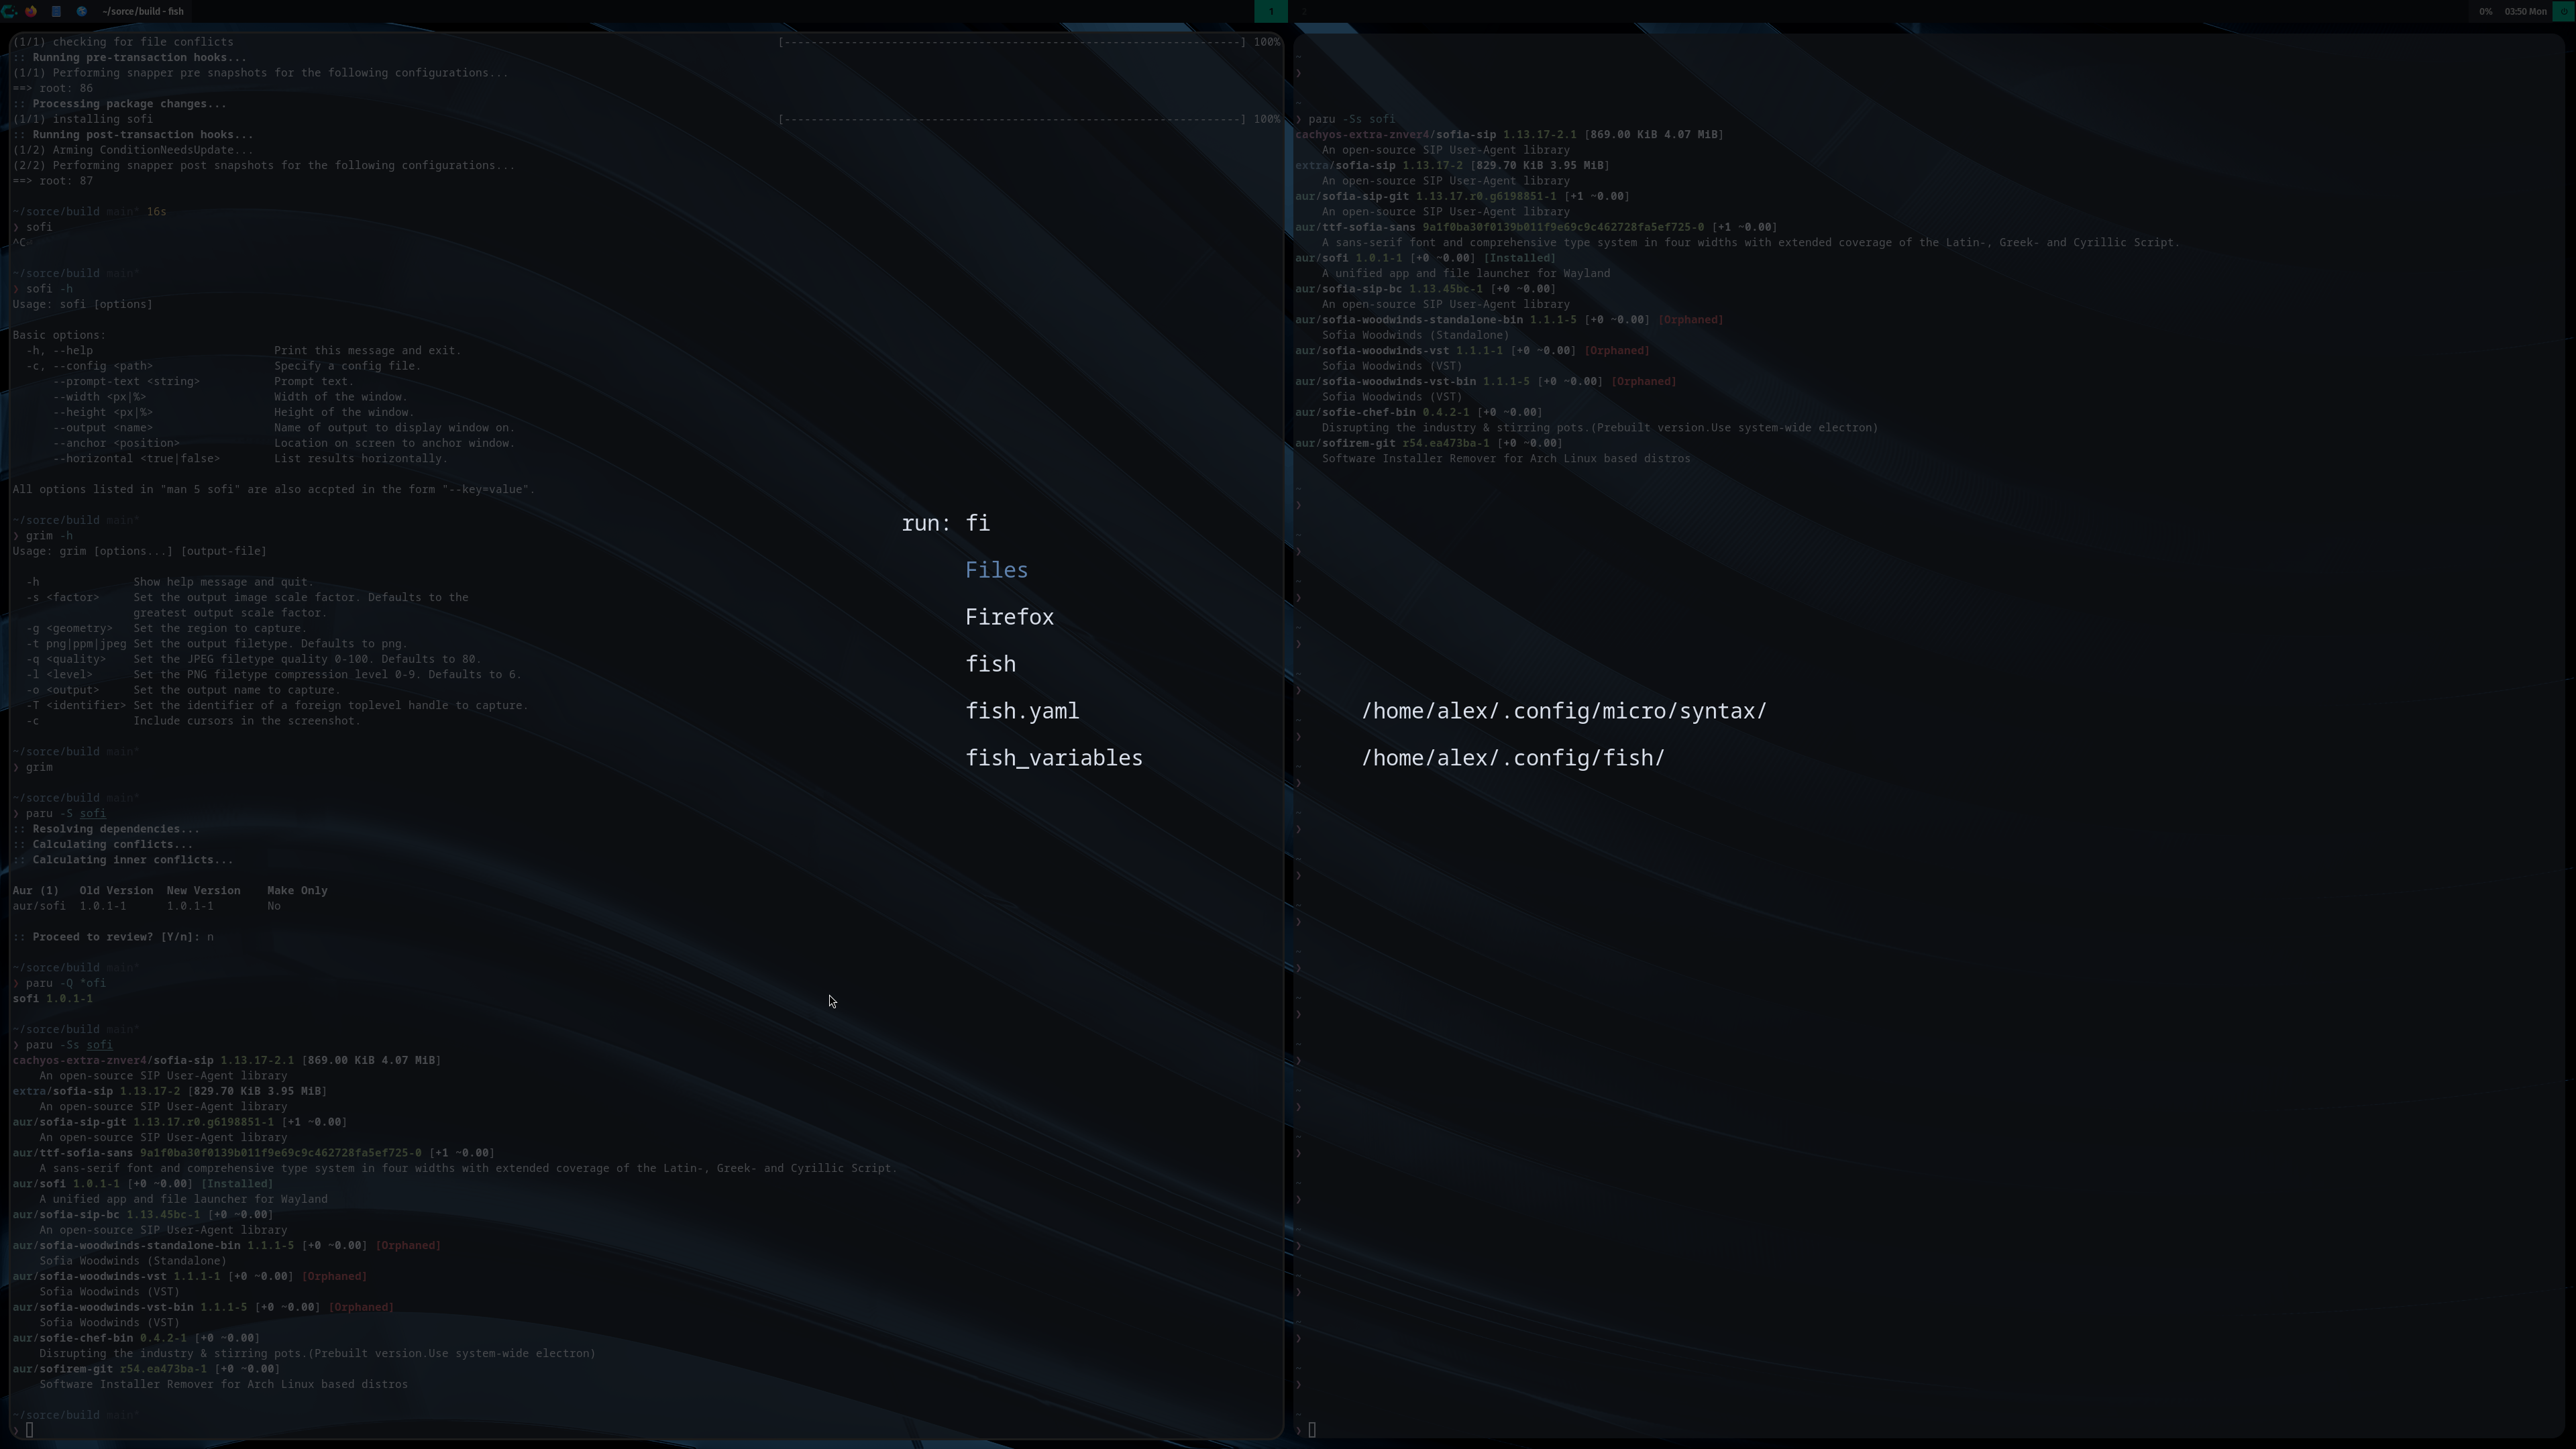 ~/sorce/build - fish
1
2
0%
03:50 Mon
(1/1) checking for file conflicts [----------------------------------------------------------------------] 100%
:: Running pre-transaction hooks...
(1/1) Performing snapper pre snapshots for the following configurations...
==> root: 86
:: Processing package changes...
(1/1) installing sofi [----------------------------------------------------------------------] 100%
:: Running post-transaction hooks...
(1/2) Arming ConditionNeedsUpdate...
(2/2) Performing snapper post snapshots for the following configurations...
==> root: 87
~/sorce/build main* 16s
❯ sofi
^C
~/sorce/build main*
❯ sofi -h
Usage: sofi [options]
Basic options:
-h, --help Print this message and exit.
-c, --config <path> Specify a config file.
--prompt-text <string> Prompt text.
--width <px|%> Width of the window.
--height <px|%> Height of the window.
--output <name> Name of output to display window on.
--anchor <position> Location on screen to anchor window.
--horizontal <true|false> List results horizontally.
All options listed in "man 5 sofi" are also accpted in the form "--key=value".
~/sorce/build main*
❯ grim -h
Usage: grim [options...] [output-file]
-h Show help message and quit.
-s <factor> Set the output image scale factor. Defaults to the
greatest output scale factor.
-g <geometry> Set the region to capture.
-t png|ppm|jpeg Set the output filetype. Defaults to png.
-q <quality> Set the JPEG filetype quality 0-100. Defaults to 80.
-l <level> Set the PNG filetype compression level 0-9. Defaults to 6.
-o <output> Set the output name to capture.
-T <identifier> Set the identifier of a foreign toplevel handle to capture.
-c Include cursors in the screenshot.
~/sorce/build main*
❯ grim
~/sorce/build main*
❯ paru -S sofi
:: Resolving dependencies...
:: Calculating conflicts...
:: Calculating inner conflicts...
Aur (1) Old Version New Version Make Only
aur/sofi 1.0.1-1 1.0.1-1 No
:: Proceed to review? [Y/n]: n
~/sorce/build main*
❯ paru -Q *ofi
sofi 1.0.1-1
~/sorce/build main*
❯ paru -Ss sofi
cachyos-extra-znver4/sofia-sip 1.13.17-2.1 [869.00 KiB 4.07 MiB]
An open-source SIP User-Agent library
extra/sofia-sip 1.13.17-2 [829.70 KiB 3.95 MiB]
An open-source SIP User-Agent library
aur/sofia-sip-git 1.13.17.r0.g6198851-1 [+1 ~0.00]
An open-source SIP User-Agent library
aur/ttf-sofia-sans 9a1f0ba30f0139b011f9e69c9c462728fa5ef725-0 [+1 ~0.00]
A sans-serif font and comprehensive type system in four widths with extended coverage of the Latin-, Greek- and Cyrillic Script.
aur/sofi 1.0.1-1 [+0 ~0.00] [Installed]
A unified app and file launcher for Wayland
aur/sofia-sip-bc 1.13.45bc-1 [+0 ~0.00]
An open-source SIP User-Agent library
aur/sofia-woodwinds-standalone-bin 1.1.1-5 [+0 ~0.00] [Orphaned]
Sofia Woodwinds (Standalone)
aur/sofia-woodwinds-vst 1.1.1-1 [+0 ~0.00] [Orphaned]
Sofia Woodwinds (VST)
aur/sofia-woodwinds-vst-bin 1.1.1-5 [+0 ~0.00] [Orphaned]
Sofia Woodwinds (VST)
aur/sofie-chef-bin 0.4.2-1 [+0 ~0.00]
Disrupting the industry & stirring pots.(Prebuilt version.Use system-wide electron)
aur/sofirem-git r54.ea473ba-1 [+0 ~0.00]
Software Installer Remover for Arch Linux based distros
~/sorce/build main*
❯
run: fi
Files
Firefox
fish
fish.yaml /home/alex/.config/micro/syntax/
fish_variables /home/alex/.config/fish/
~
❯
~
❯ paru -Ss sofi
cachyos-extra-znver4/sofia-sip 1.13.17-2.1 [869.00 KiB 4.07 MiB]
An open-source SIP User-Agent library
extra/sofia-sip 1.13.17-2 [829.70 KiB 3.95 MiB]
An open-source SIP User-Agent library
aur/sofia-sip-git 1.13.17.r0.g6198851-1 [+1 ~0.00]
An open-source SIP User-Agent library
aur/ttf-sofia-sans 9a1f0ba30f0139b011f9e69c9c462728fa5ef725-0 [+1 ~0.00]
A sans-serif font and comprehensive type system in four widths with extended coverage of the Latin-, Greek- and Cyrillic Script.
aur/sofi 1.0.1-1 [+0 ~0.00] [Installed]
A unified app and file launcher for Wayland
aur/sofia-sip-bc 1.13.45bc-1 [+0 ~0.00]
An open-source SIP User-Agent library
aur/sofia-woodwinds-standalone-bin 1.1.1-5 [+0 ~0.00] [Orphaned]
Sofia Woodwinds (Standalone)
aur/sofia-woodwinds-vst 1.1.1-1 [+0 ~0.00] [Orphaned]
Sofia Woodwinds (VST)
aur/sofia-woodwinds-vst-bin 1.1.1-5 [+0 ~0.00] [Orphaned]
Sofia Woodwinds (VST)
aur/sofie-chef-bin 0.4.2-1 [+0 ~0.00]
Disrupting the industry & stirring pots.(Prebuilt version.Use system-wide electron)
aur/sofirem-git r54.ea473ba-1 [+0 ~0.00]
Software Installer Remover for Arch Linux based distros